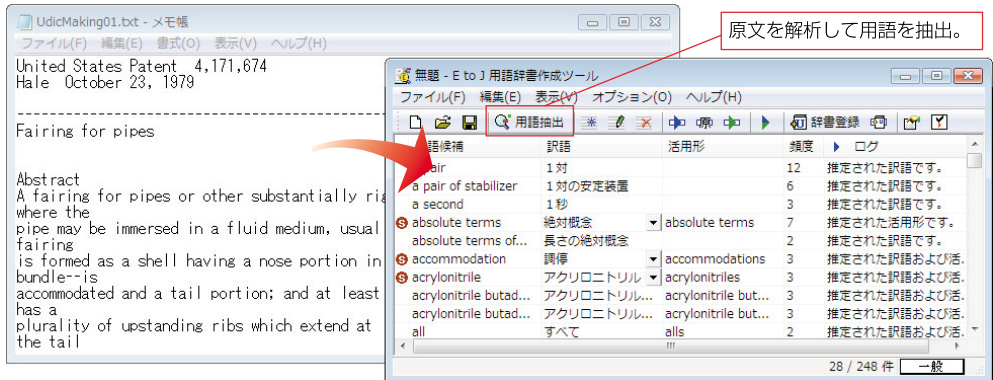 UdicMaking01.txt - メモ帳
ファイル(F) 編集(E) 書式(O) 表示(V) ヘルプ(H)
United States Patent 4,171,674
Hale October 23, 1979
Fairing for pipes
Abstract
A fairing for pipes or other substantially rig
where the
pipe may be immersed in a fluid medium, usual
fairing
is formed as a shell having a nose portion in
bundle--is
accommodated and a tail portion; and at least
has a
plurality of upstanding ribs which extend at
the tail
原文を解析して用語を抽出。
無題 - E to J 用語辞書作成ツール
ファイル(F) 編集(E) 表示(V) オプション(O) ヘルプ(H)
用語抽出 辞書登録
語候補 訳語 活用形 頻度 ログ
pair 1対 12 推定された訳語です。
a pair of stabilizer 1対の安定装置 6 推定された訳語です。
a second 1秒 3 推定された訳語です。
absolute terms 絶対概念 absolute terms 7 推定された活用形です。
absolute terms of... 長さの絶対概念 2 推定された訳語です。
accommodation 調停 accommodations 3 推定された訳語および活.
acrylonitrile アクリロニトリル acrylonitriles 3 推定された訳語および活.
acrylonitrile butad... アクリロニトリル... acrylonitrile but... 3 推定された訳語および活.
acrylonitrile butad... アクリロニトリル... acrylonitrile but... 3 推定された訳語および活.
all すべて alls 2 推定された訳語および活.
28 / 248 件 一般